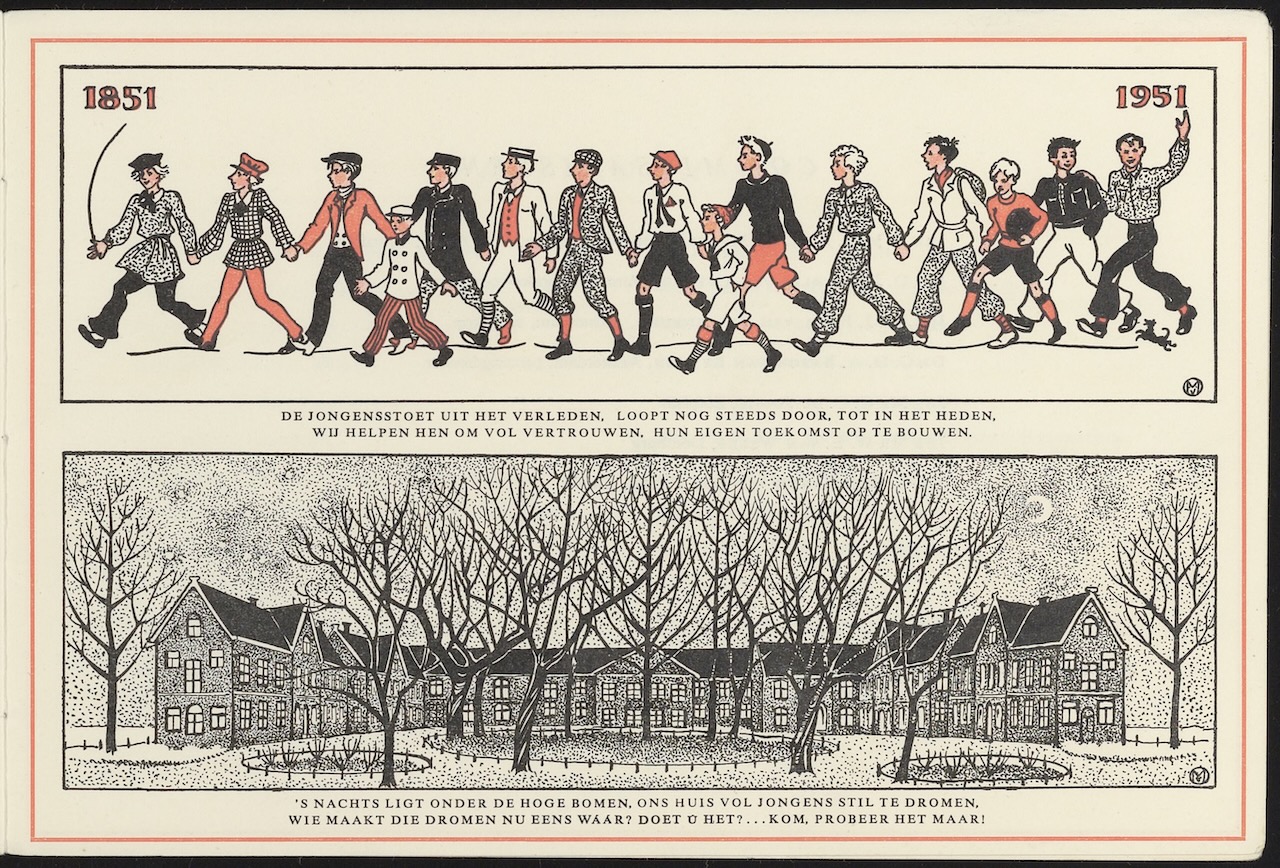 1851
1951
DE JONGENSSTOET UIT HET VERLEDEN, LOOPT NOG STEEDS DOOR, TOT IN HET HEDEN,
WIJ HELPEN HEN OM VOL VERTROUWEN, HUN EIGEN TOEKOMST OP TE BOUWEN.
'S NACHTS LIGT ONDER DE HOGE BOMEN, ONS HUIS VOL JONGENS STIL TE DROMEN,
WIE MAAKT DIE DROMEN NU EENS WÁÁR? DOET Ú HET?...KOM, PROBEER HET MAAR!